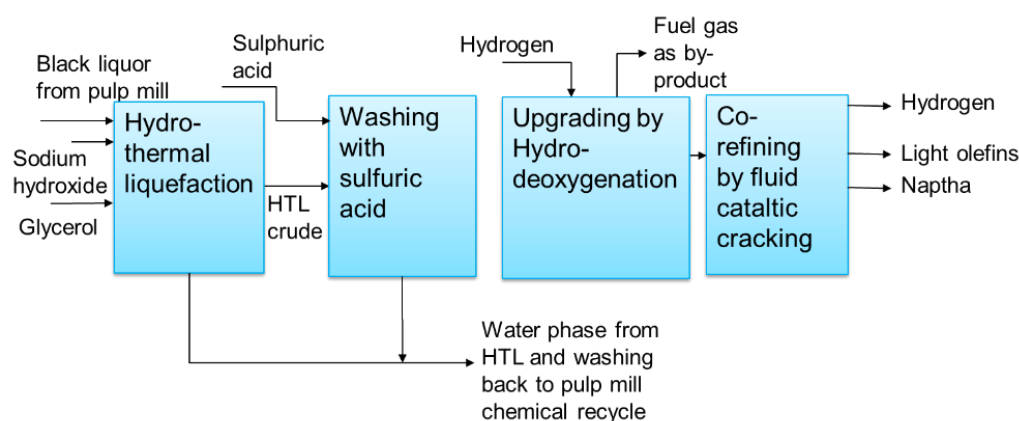 Black liquor
from pulp mill
Sodium
hydroxide
Glycerol
Hydro-
thermal
liquefaction
Sulphuric
acid
HTL
crude
Washing
with
sulfuric
acid
Hydrogen
Upgrading by
Hydro-
deoxygenation
Fuel gas
as by-
product
Co-
refining
by fluid
cataltic
cracking
Hydrogen
Light olefins
Naptha
Water phase from
HTL and washing
back to pulp mill
chemical recycle